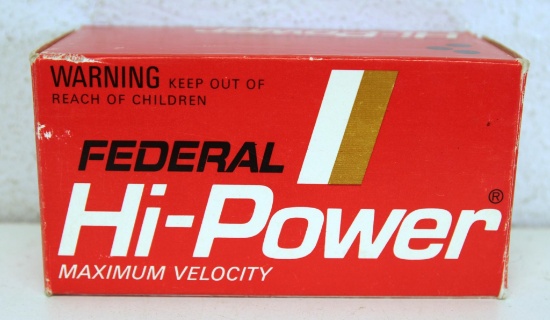 WARNING KEEP OUT OF
REACH OF CHILDREN
FEDERAL
Hi-Power®
MAXIMUM VELOCITY